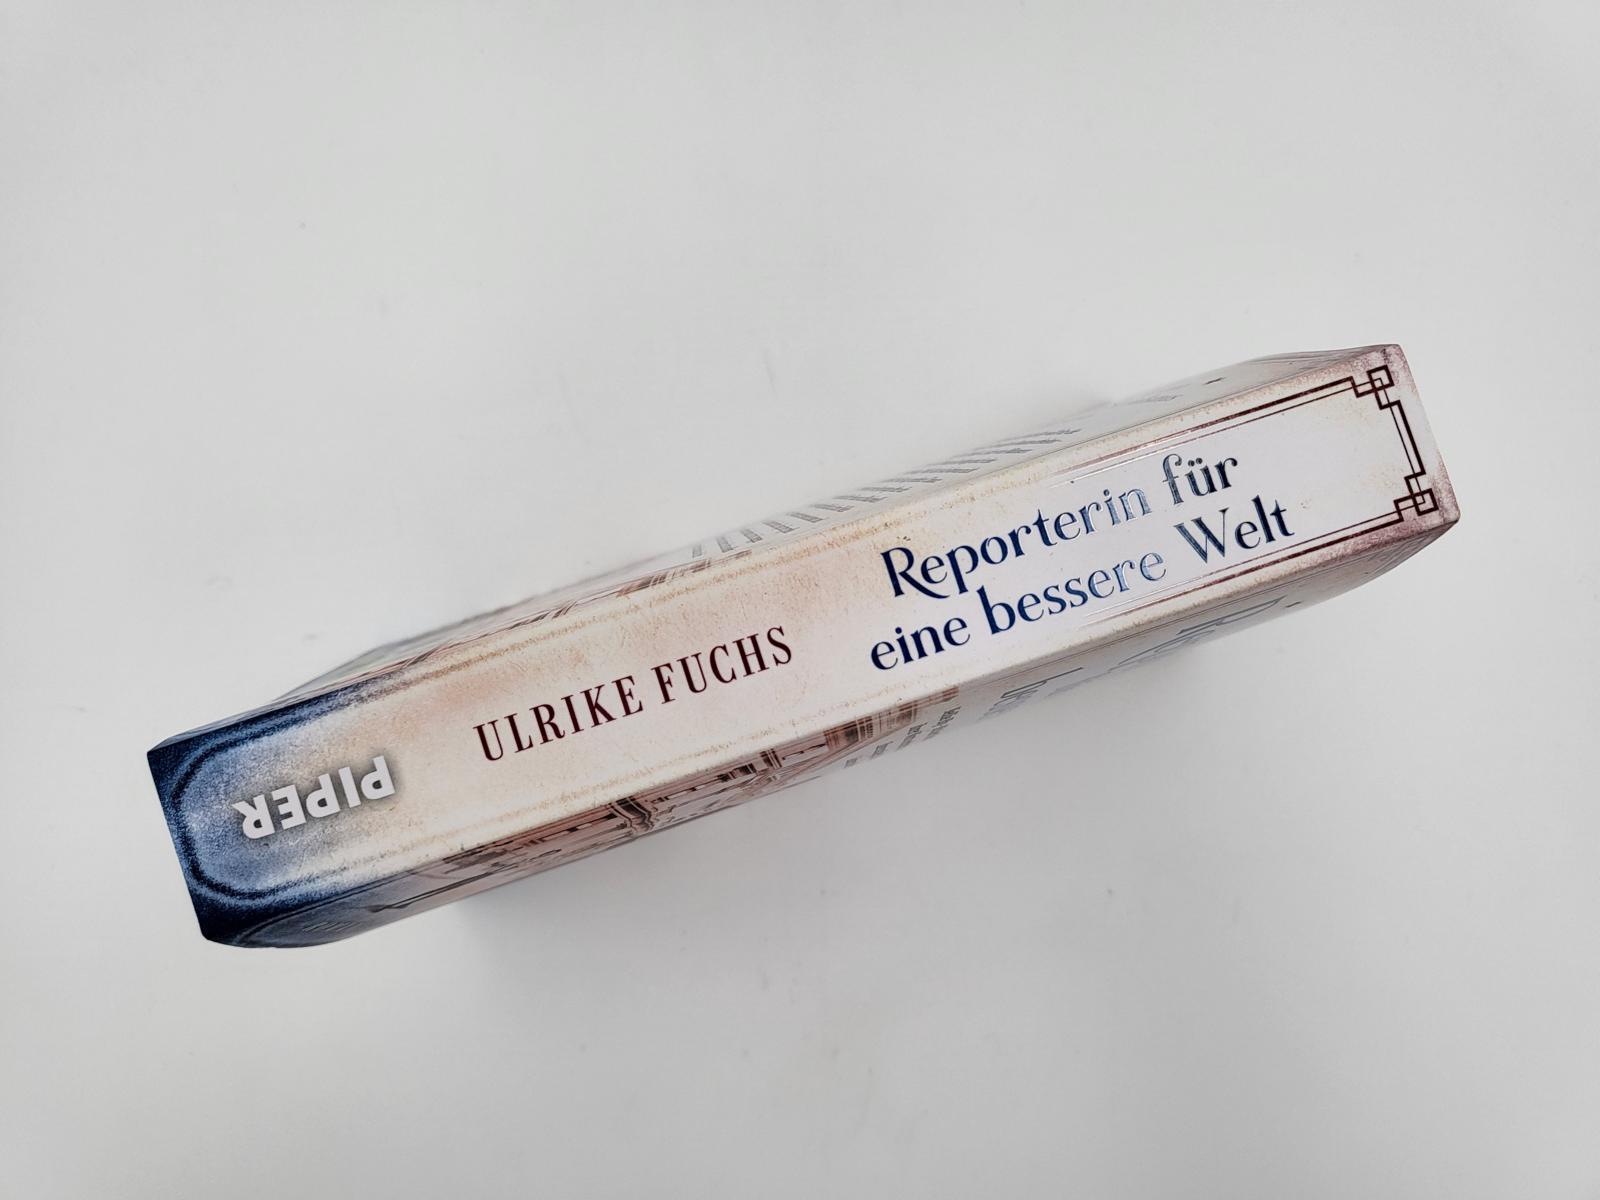 PIPER
ULRIKE FUCHS
Reporterin für
eine bessere Welt